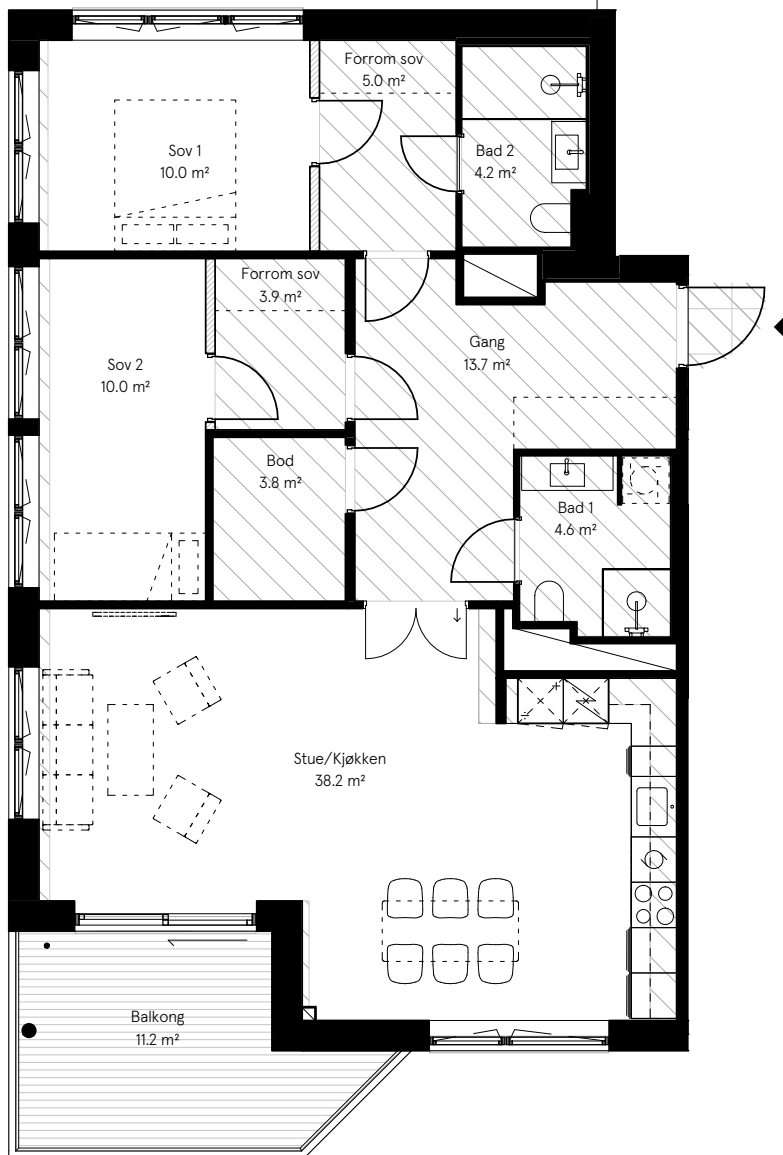 Forrom sov
5.0 m²
Sov 1
10.0 m²
Bad 2
4.2 m²
Forrom sov
3.9 m²
Gang
13.7 m²
Sov 2
10.0 m²
Bod
3.8 m²
Bad 1
4.6 m²
Stue/Kjøkken
38.2 m²
Balkong
11.2 m²